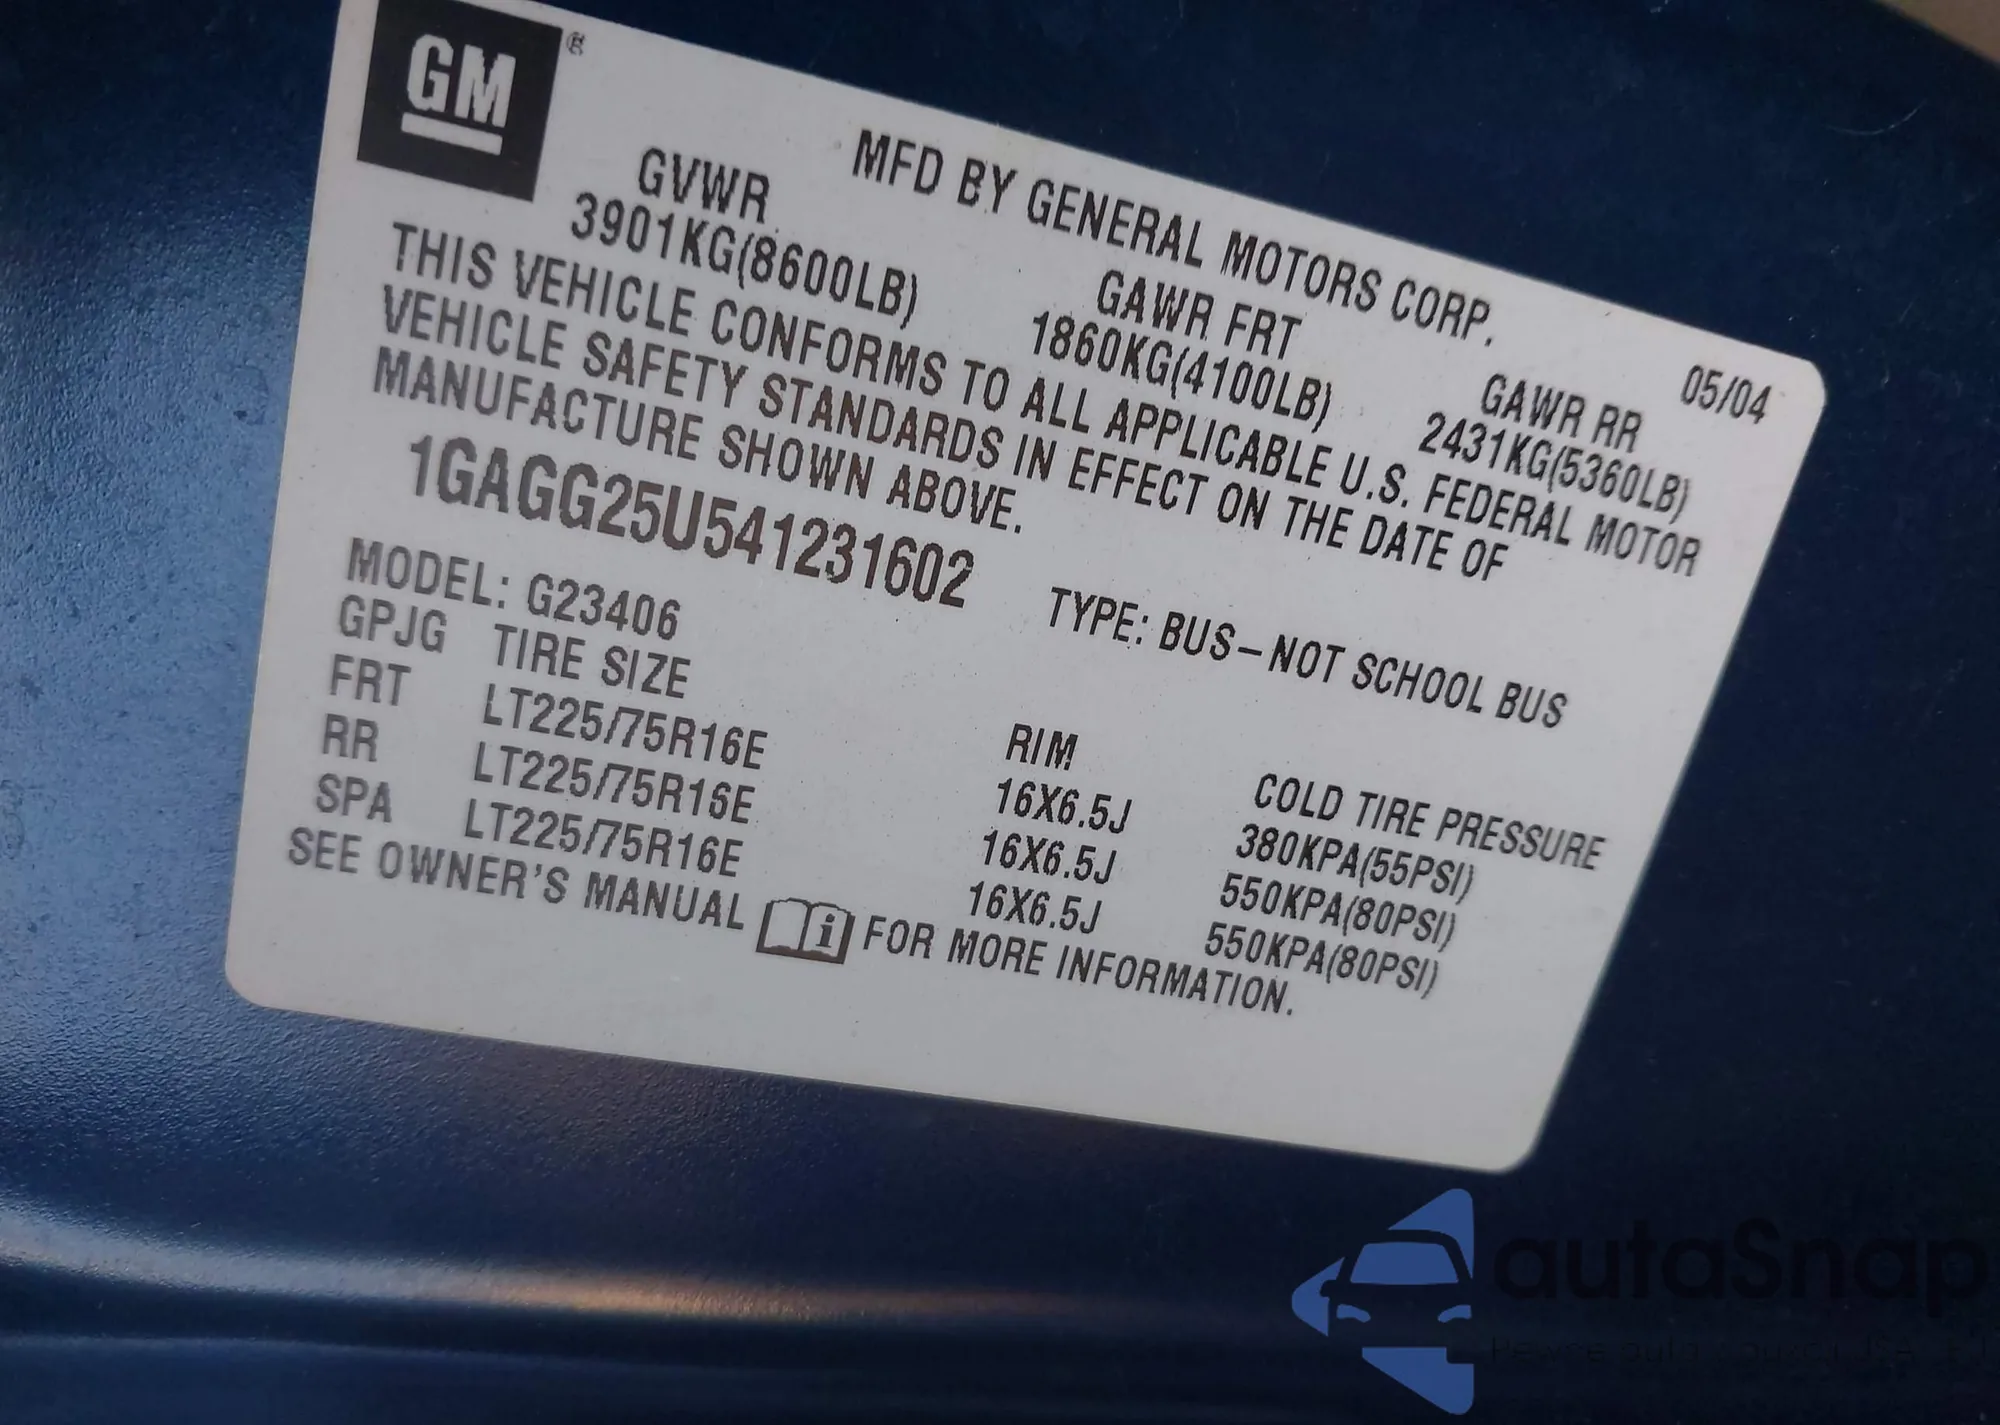 GM ®
MFD BY GENERAL MOTORS CORP. 05/04
GVWR GAWR FRT GAWR RR
3901KG(8600LB) 1860KG(4100LB) 2431KG(5360LB)
THIS VEHICLE CONFORMS TO ALL APPLICABLE U.S. FEDERAL MOTOR
VEHICLE SAFETY STANDARDS IN EFFECT ON THE DATE OF
MANUFACTURE SHOWN ABOVE.
1GAGG25U541231602 TYPE: BUS-NOT SCHOOL BUS
MODEL: G23406
GPJG TIRE SIZE RIM COLD TIRE PRESSURE
FRT LT225/75R16E 16X6.5J 380KPA(55PSI)
RR LT225/75R16E 16X6.5J 550KPA(80PSI)
SPA LT225/75R16E 16X6.5J 550KPA(80PSI)
SEE OWNER'S MANUAL i FOR MORE INFORMATION.
autaSnap